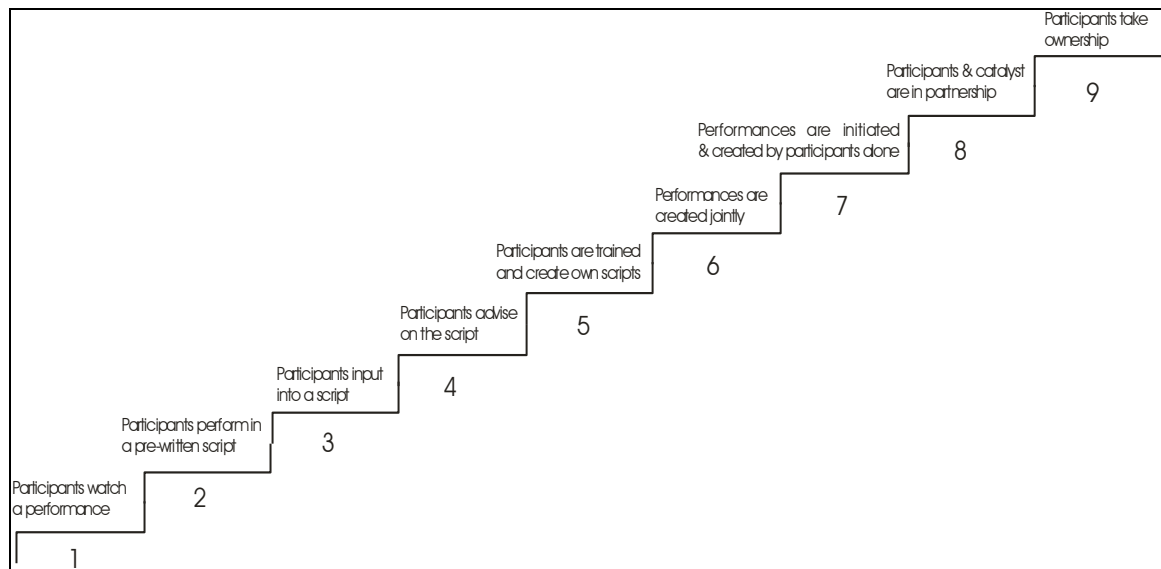 Participants take
ownership
9
Participants & catalyst
are in partnership
8
Performances are initiated
& created by participants alone
7
Performances are
created jointly
6
Participants are trained
and create own scripts
5
Participants advise
on the script
4
Participants input
into a script
3
Participants perform in
a pre-written script
2
Participants watch
a performance
1